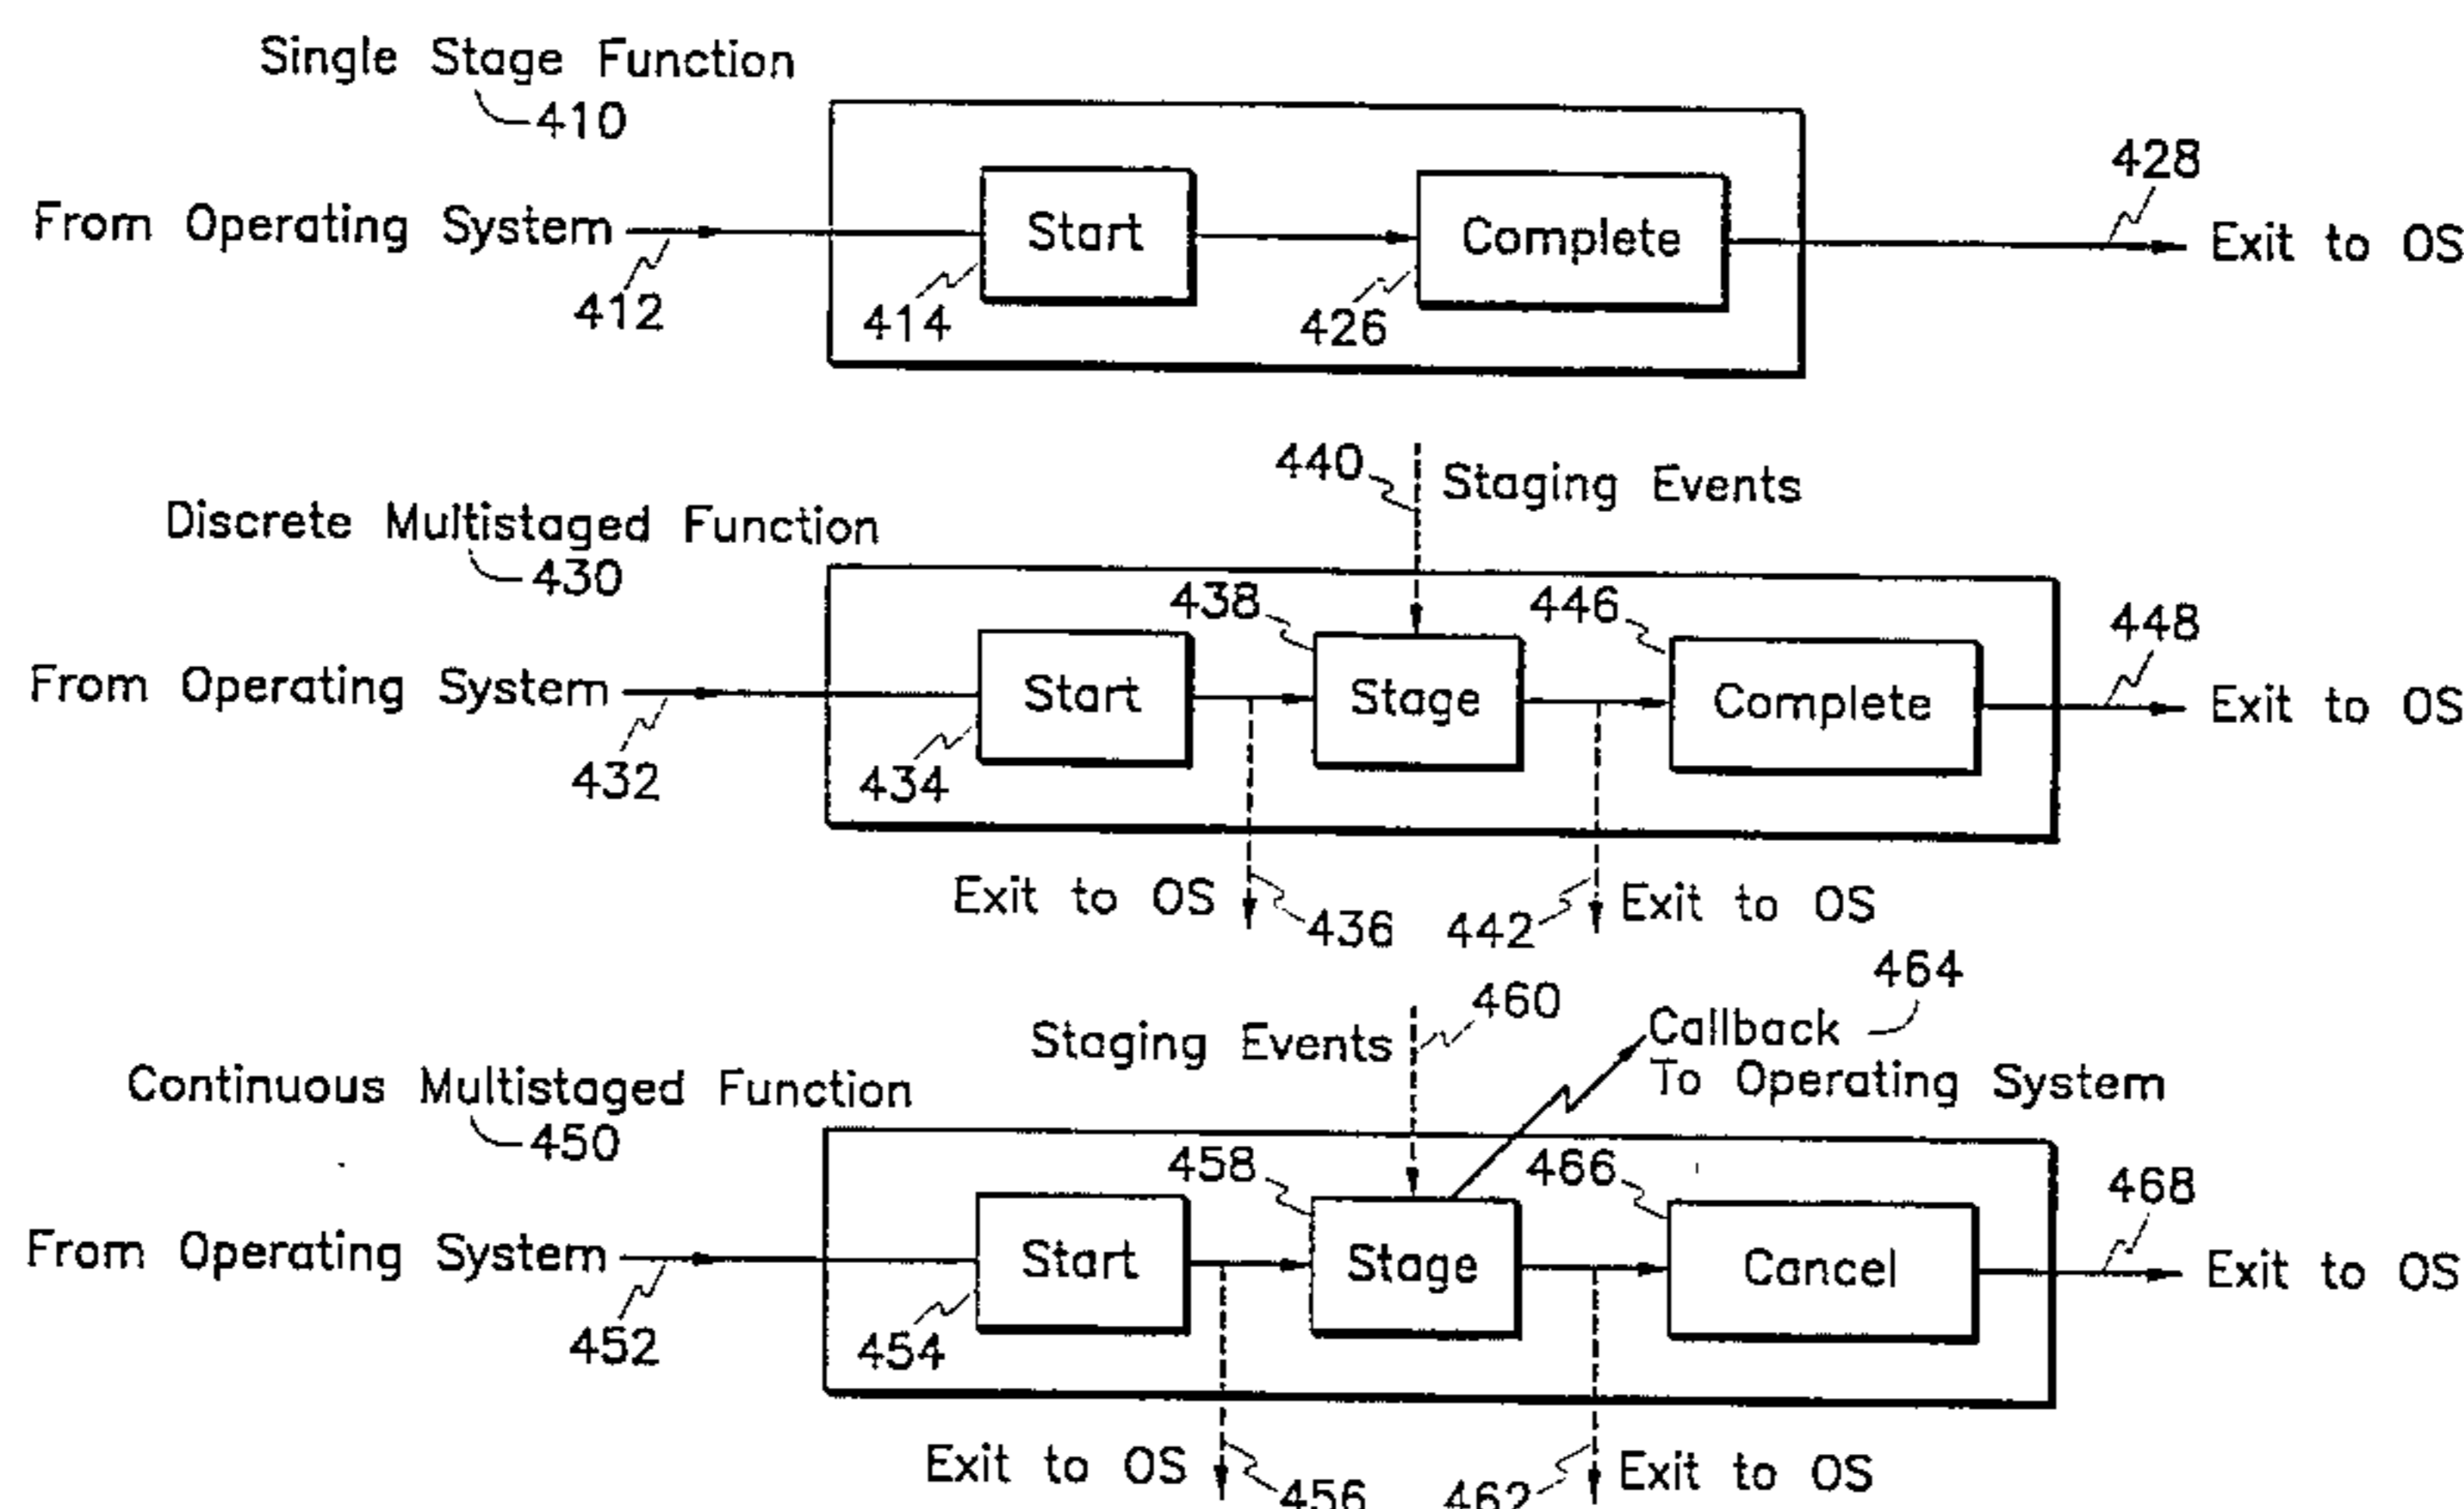 Single Stage Function
410
428
From Operating System
Start
Complete
Exit to OS
412
414
426
440
Staging Events
Discrete Multistaged Function
430
438
446
448
From Operating System
Start
Stage
Complete
Exit to OS
432
434
Exit to OS
436
442
Exit to OS
464
460
Staging Events
Callback
To Operating System
Continuous Multistaged Function
450
458
466
468
From Operating System
Start
Stage
Cancel
Exit to OS
452
454
Exit to OS
456
462
Exit to OS